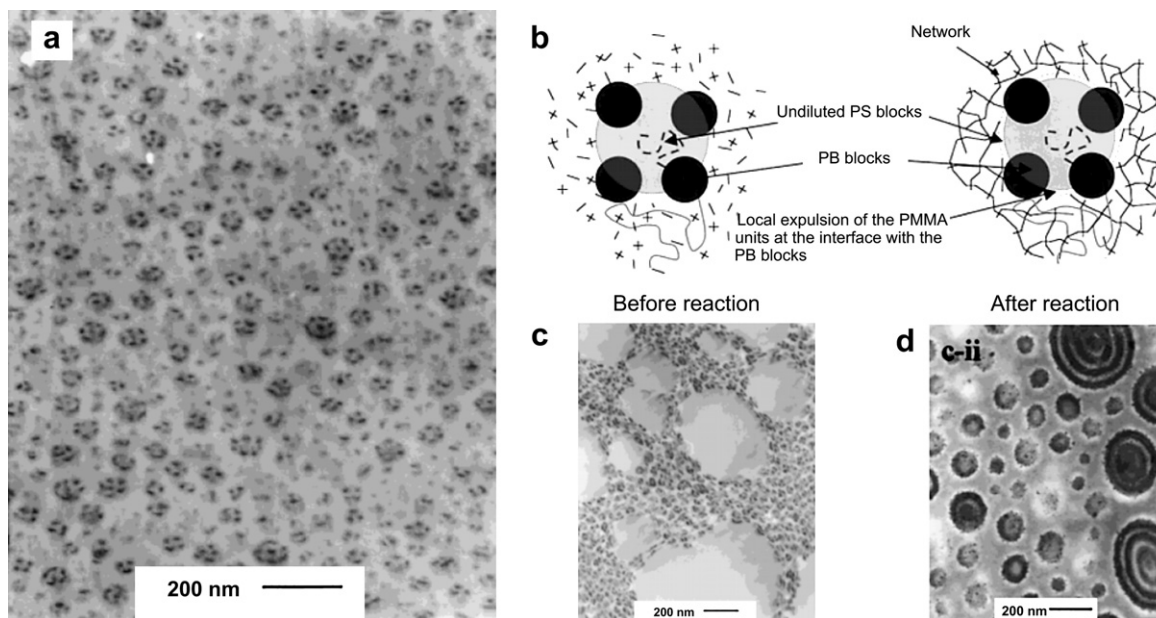 a
200 nm
b
Network
Undiluted PS blocks
PB blocks
Local expulsion of the PMMA
units at the interface with the
PB blocks
Before reaction
After reaction
c
200 nm
d
c-ii
200 nm